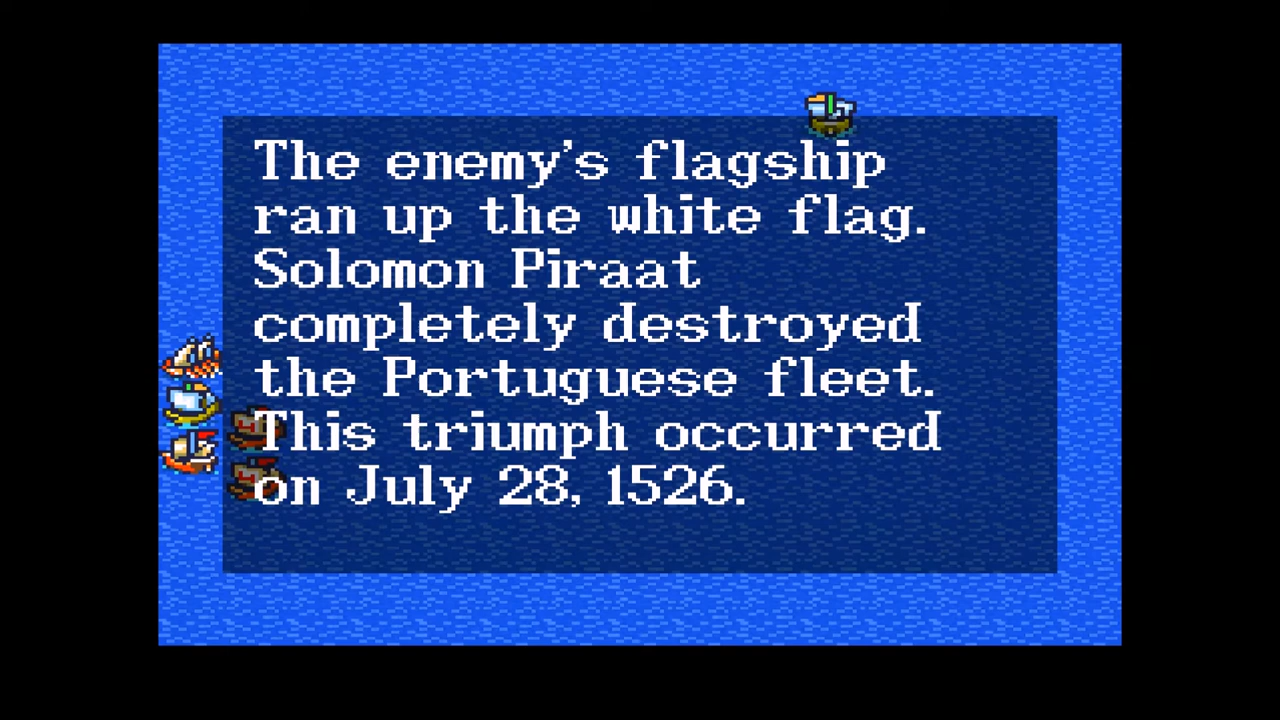 The enemy's flagship
ran up the white flag.
Solomon Piraat
completely destroyed
the Portuguese fleet.
This triumph occurred
on July 28, 1526.